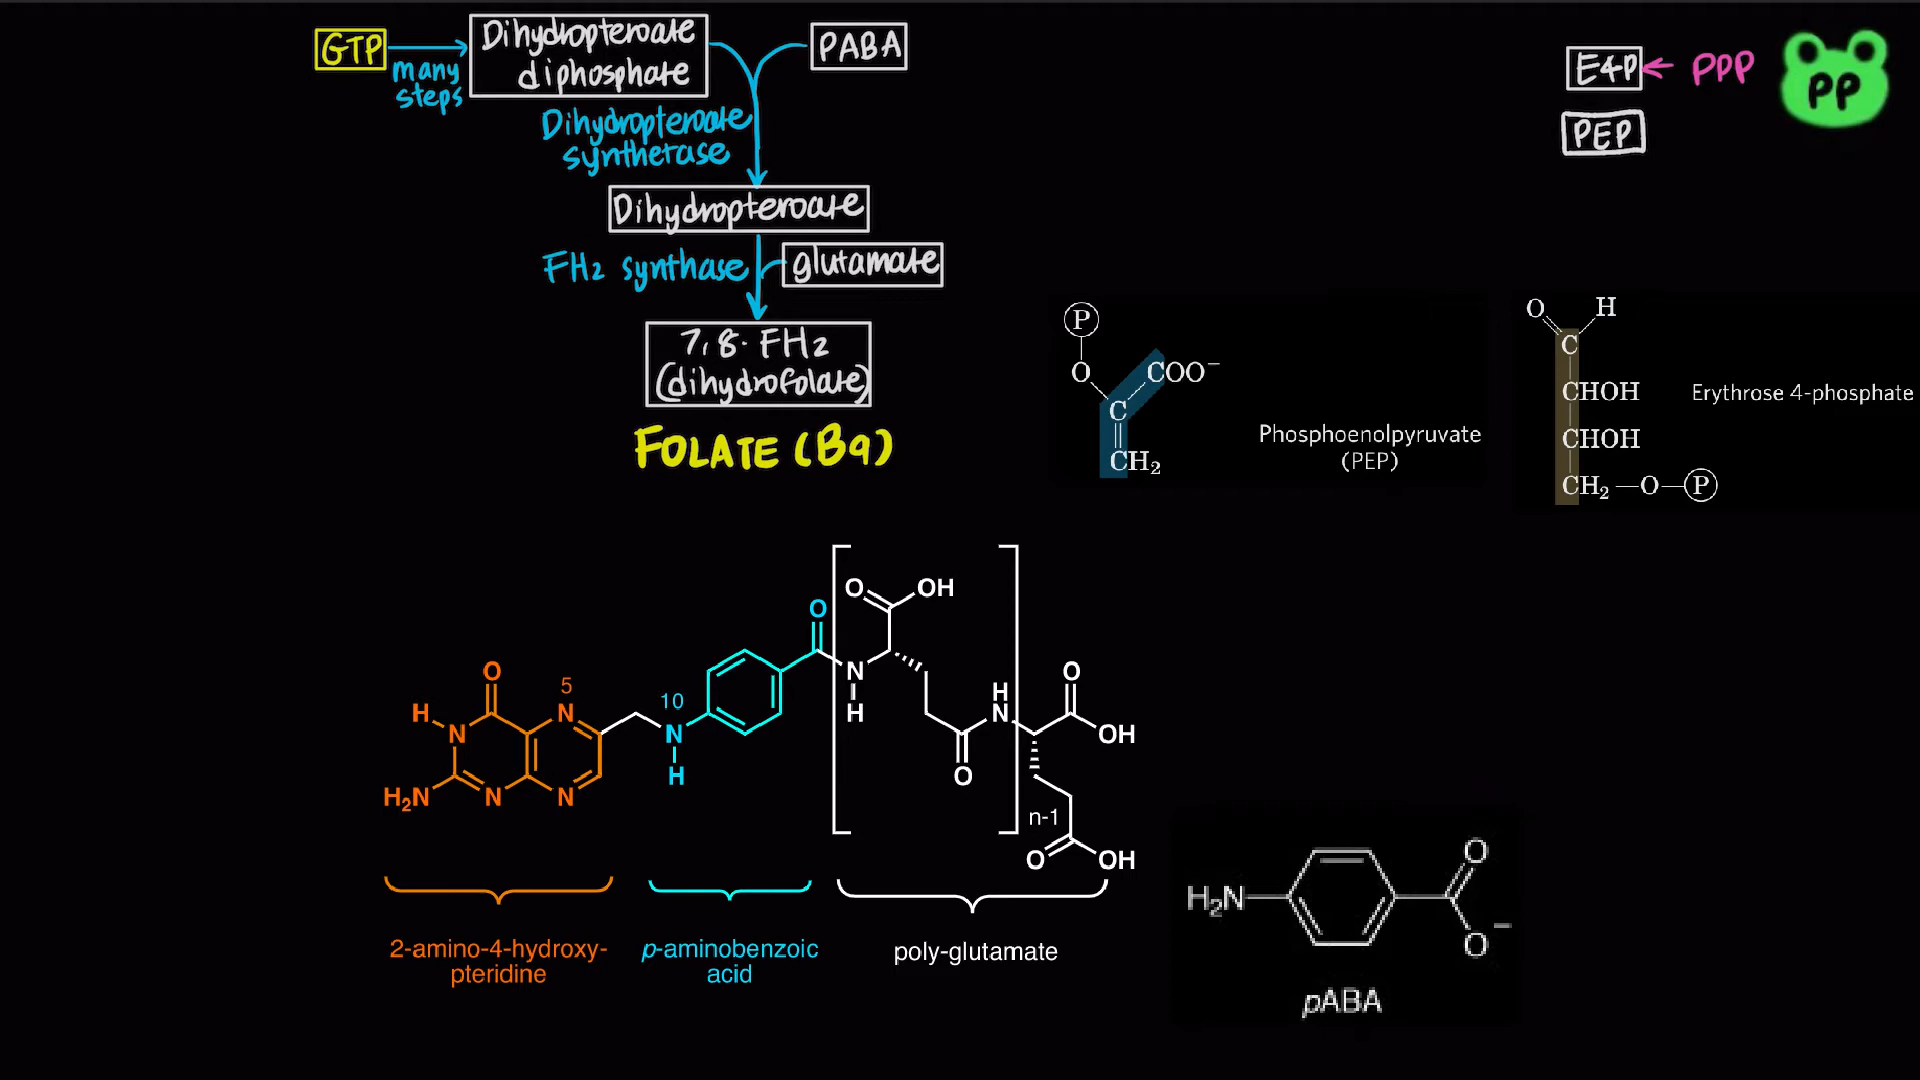 GTP
many
steps
Dihydropteroate
diphosphate
PABA
Dihydropteroate
synthetase
Dihydropteroate
FH2 synthase
glutamate
7,8· FH2
(dihydrofolate)
FOLATE (B9)
E4P ← PPP
PP
PEP
P
O
COO⁻
C
CH₂
Phosphoenolpyruvate
(PEP)
O H
C
CHOH
CHOH
CH₂—O—P
Erythrose 4-phosphate
O OH
O
O
5
10
H
N
N
N
H
H₂N
N
N
N
H
H
N
O
O
OH
n-1
O OH
2-amino-4-hydroxy-
pteridine
p-aminobenzoic
acid
poly-glutamate
H₂N
O
O⁻
pABA